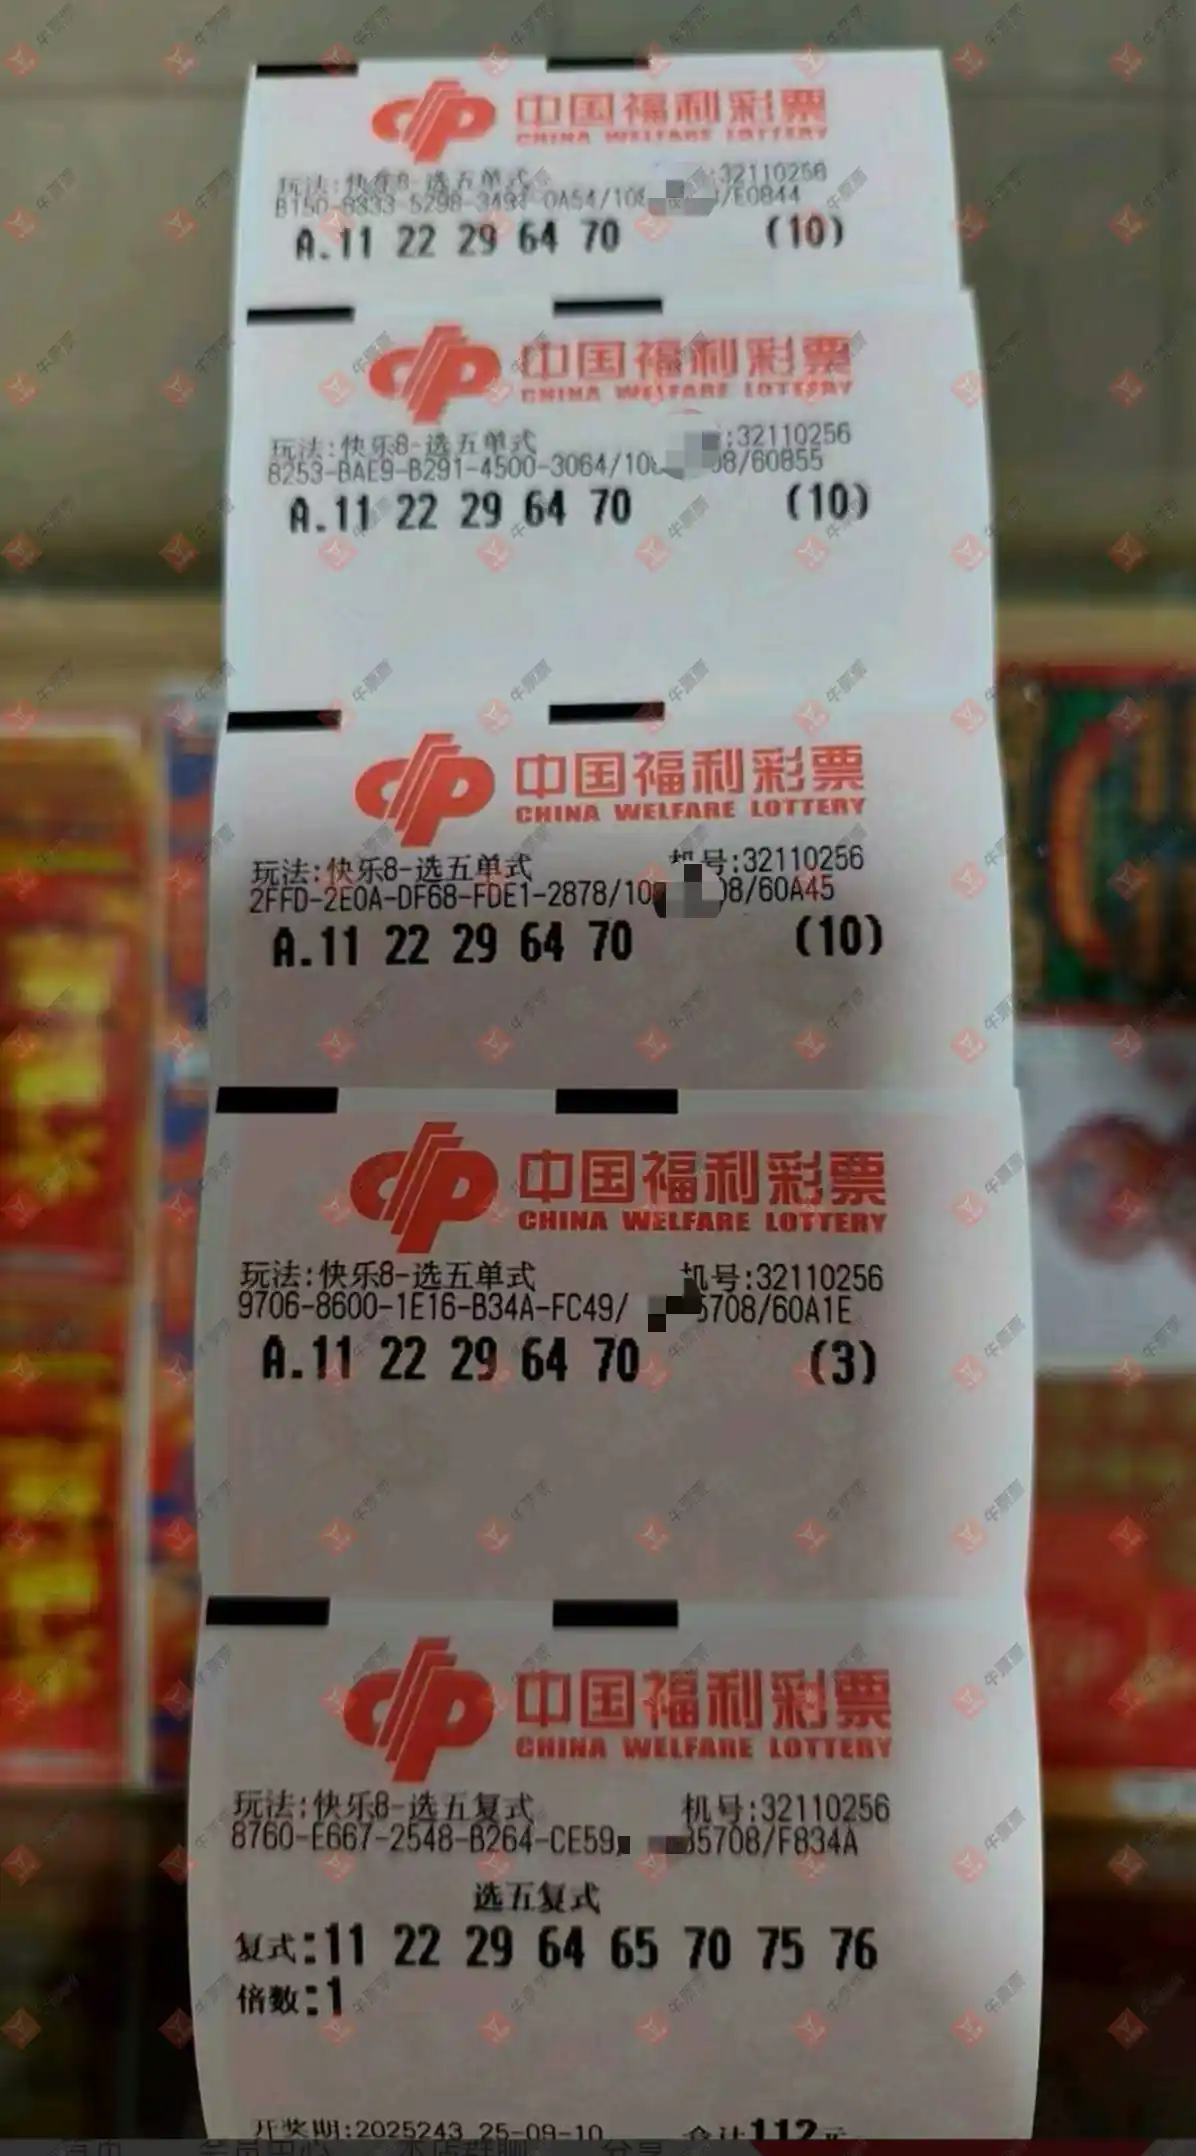 中国福利彩票
CHINA WELFARE LOTTERY
玩法:快乐8-选五单式 :32110256
/E0844
A.11 22 29 64 70 (10)
中国福利彩票
CHINA WELFARE LOTTERY
玩法:快乐8-选五单式 :32110256
8253-BAE9-B291-4500-3064/10 08/60855
A.11 22 29 64 70 (10)
中国福利彩票
CHINA WELFARE LOTTERY
玩法:快乐8-选五单式 机号:32110256
2FFD-2E0A-DF68-FDE1-2878/10 08/60A45
A.11 22 29 64 70 (10)
中国福利彩票
CHINA WELFARE LOTTERY
玩法:快乐8-选五单式 机号:32110256
9706-8600-1E16-B34A-FC49/ 5708/60A1E
A.11 22 29 64 70 (3)
中国福利彩票
CHINA WELFARE LOTTERY
玩法:快乐8-选五复式 机号:32110256
8760-E667-2548-B264-CE59 5708/F834A
选五复式
复式:11 22 29 64 65 70 75 76
倍数:1
开奖期:2025243 25-09-10 合计112元